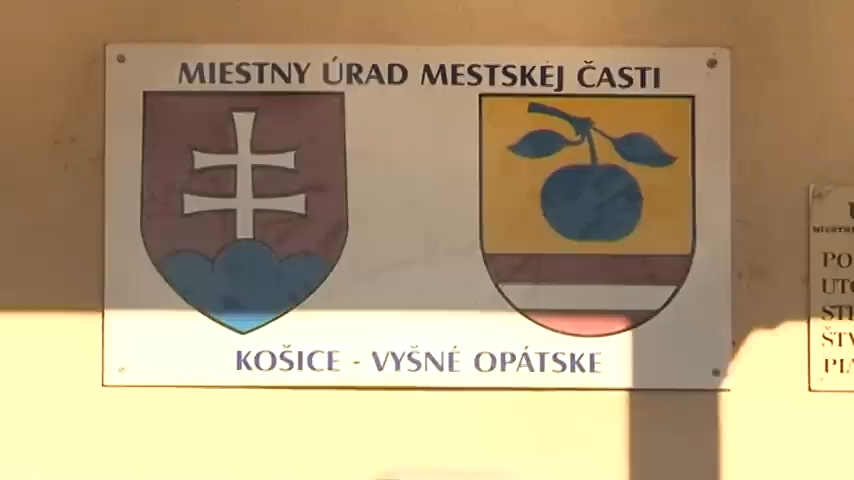 MIESTNY ÚRAD MESTSKEJ ČASTI
KOŠICE - VYŠNÉ OPÁTSKE